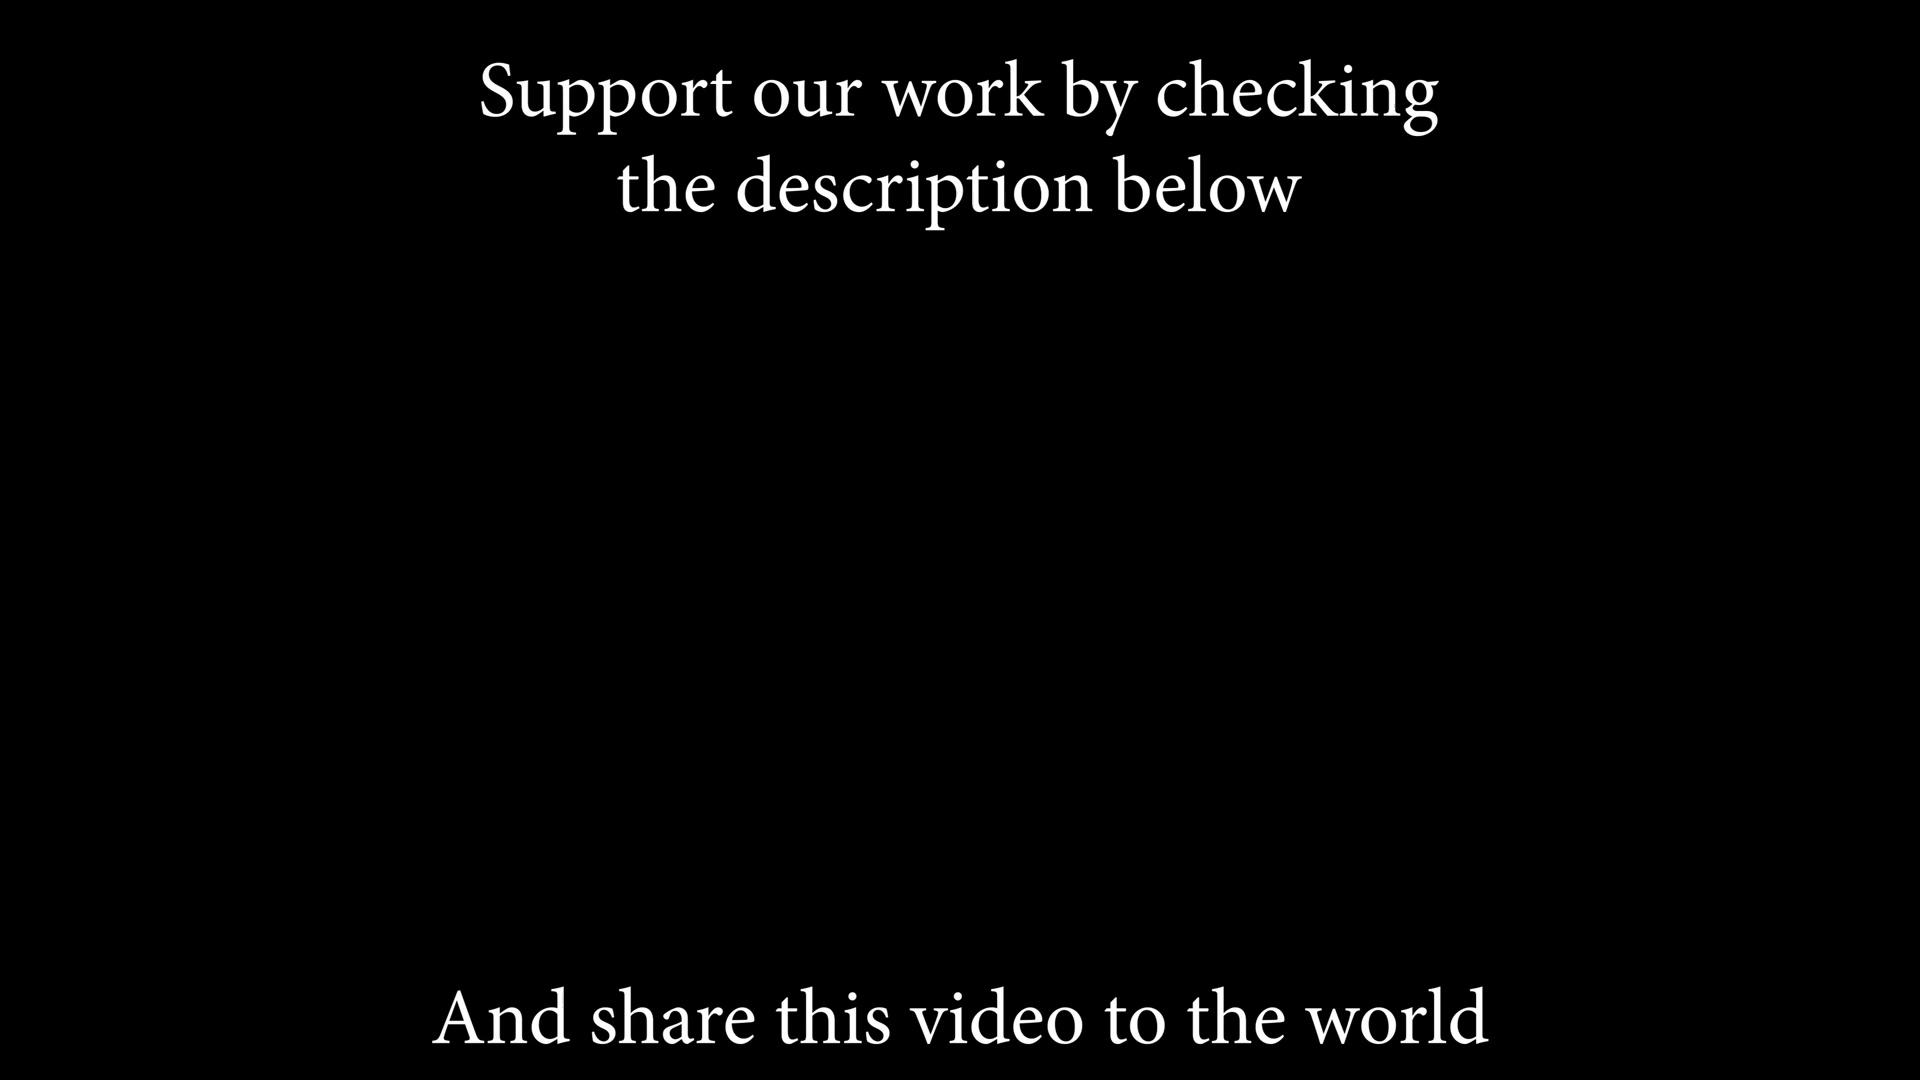 Support our work by checking
the description below
And share this video to the world